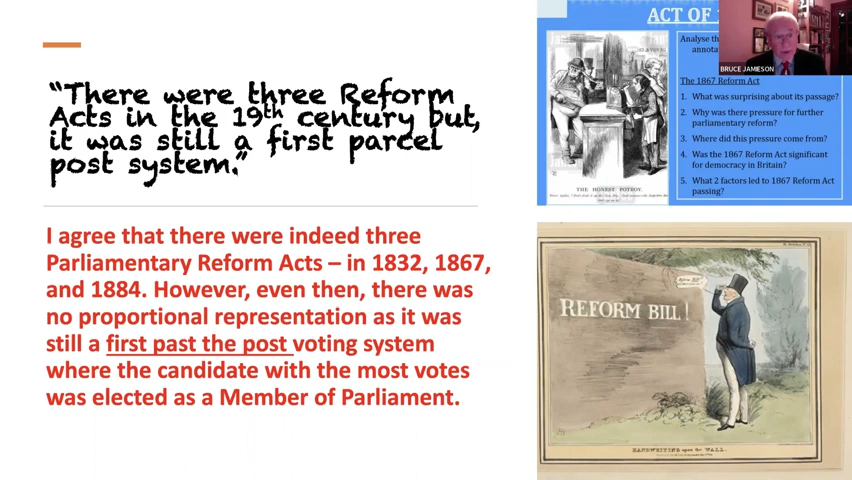 “There were three Reform
Acts in the 19th century but,
it was still a first parcel
post system.”
I agree that there were indeed three
Parliamentary Reform Acts – in 1832, 1867,
and 1884. However, even then, there was
no proportional representation as it was
still a first past the post voting system
where the candidate with the most votes
was elected as a Member of Parliament.
ACT OF
Analyse
annota
BRUCE JAMIESON
The 1867 Reform Act
1. What was surprising about its passage?
2. Why was there pressure for further
parliamentary reform?
3. Where did this pressure come from?
4. Was the 1867 Reform Act significant
for democracy in Britain?
5. What 2 factors led to 1867 Reform Act
passing?
THE HONEST POTBOY.
Reform Bill
REFORM BILL!
HANDWRITING upon the WALL.